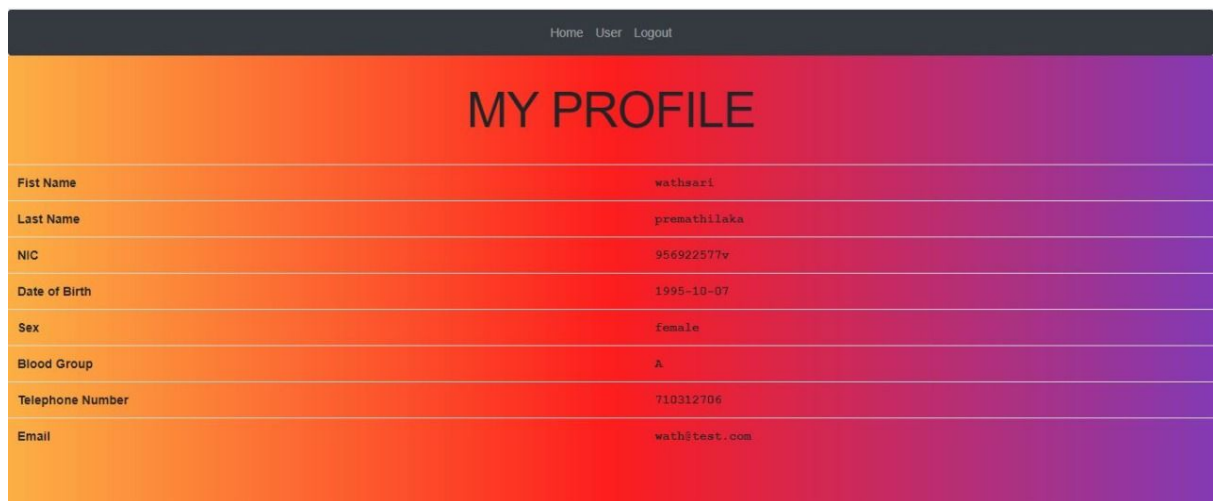 Home User Logout
MY PROFILE
Fist Name wathsari
Last Name premathilaka
NIC 956922577v
Date of Birth 1995-10-07
Sex female
Blood Group A
Telephone Number 710312706
Email wath@test.com